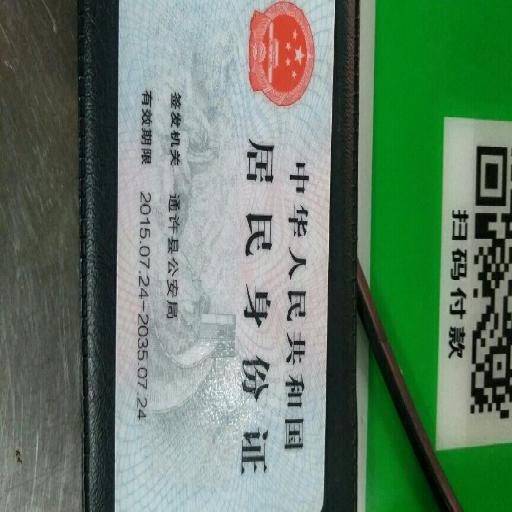 中华人民共和国
居民身份证
签发机关 通许县公安局
有效期限 2015.07.24-2035.07.24
扫码付款